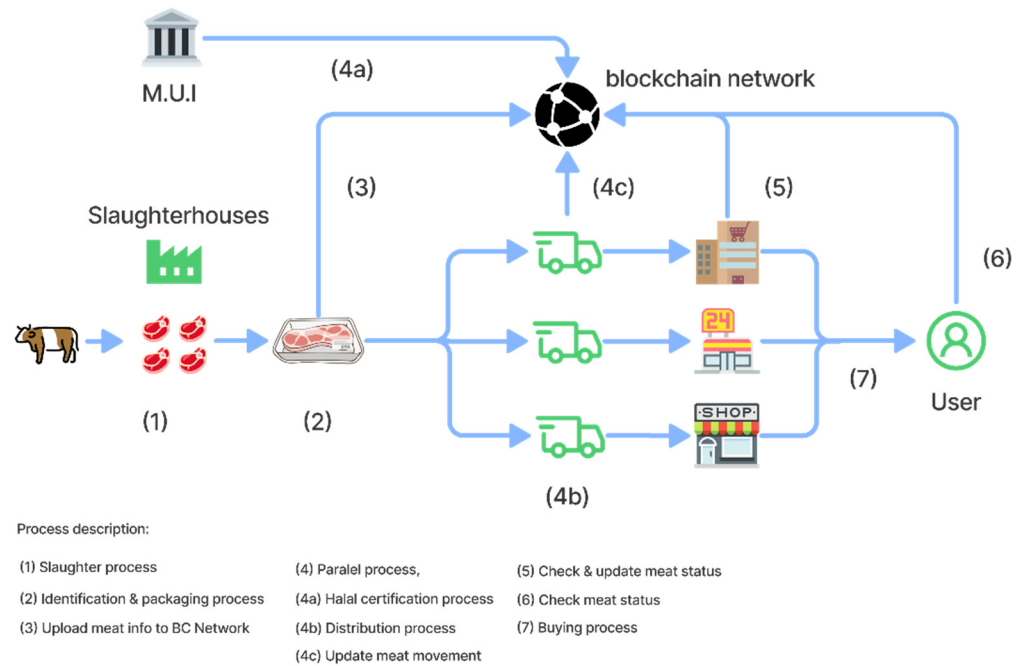 M.U.I
(4a)
blockchain network
(3)
(4c)
(5)
Slaughterhouses
(6)
24
(7)
User
SHOP
(1)
(2)
(4b)
Process description:
(1) Slaughter process
(2) Identification & packaging process
(3) Upload meat info to BC Network
(4) Paralel process,
(4a) Halal certification process
(4b) Distribution process
(4c) Update meat movement
(5) Check & update meat status
(6) Check meat status
(7) Buying process